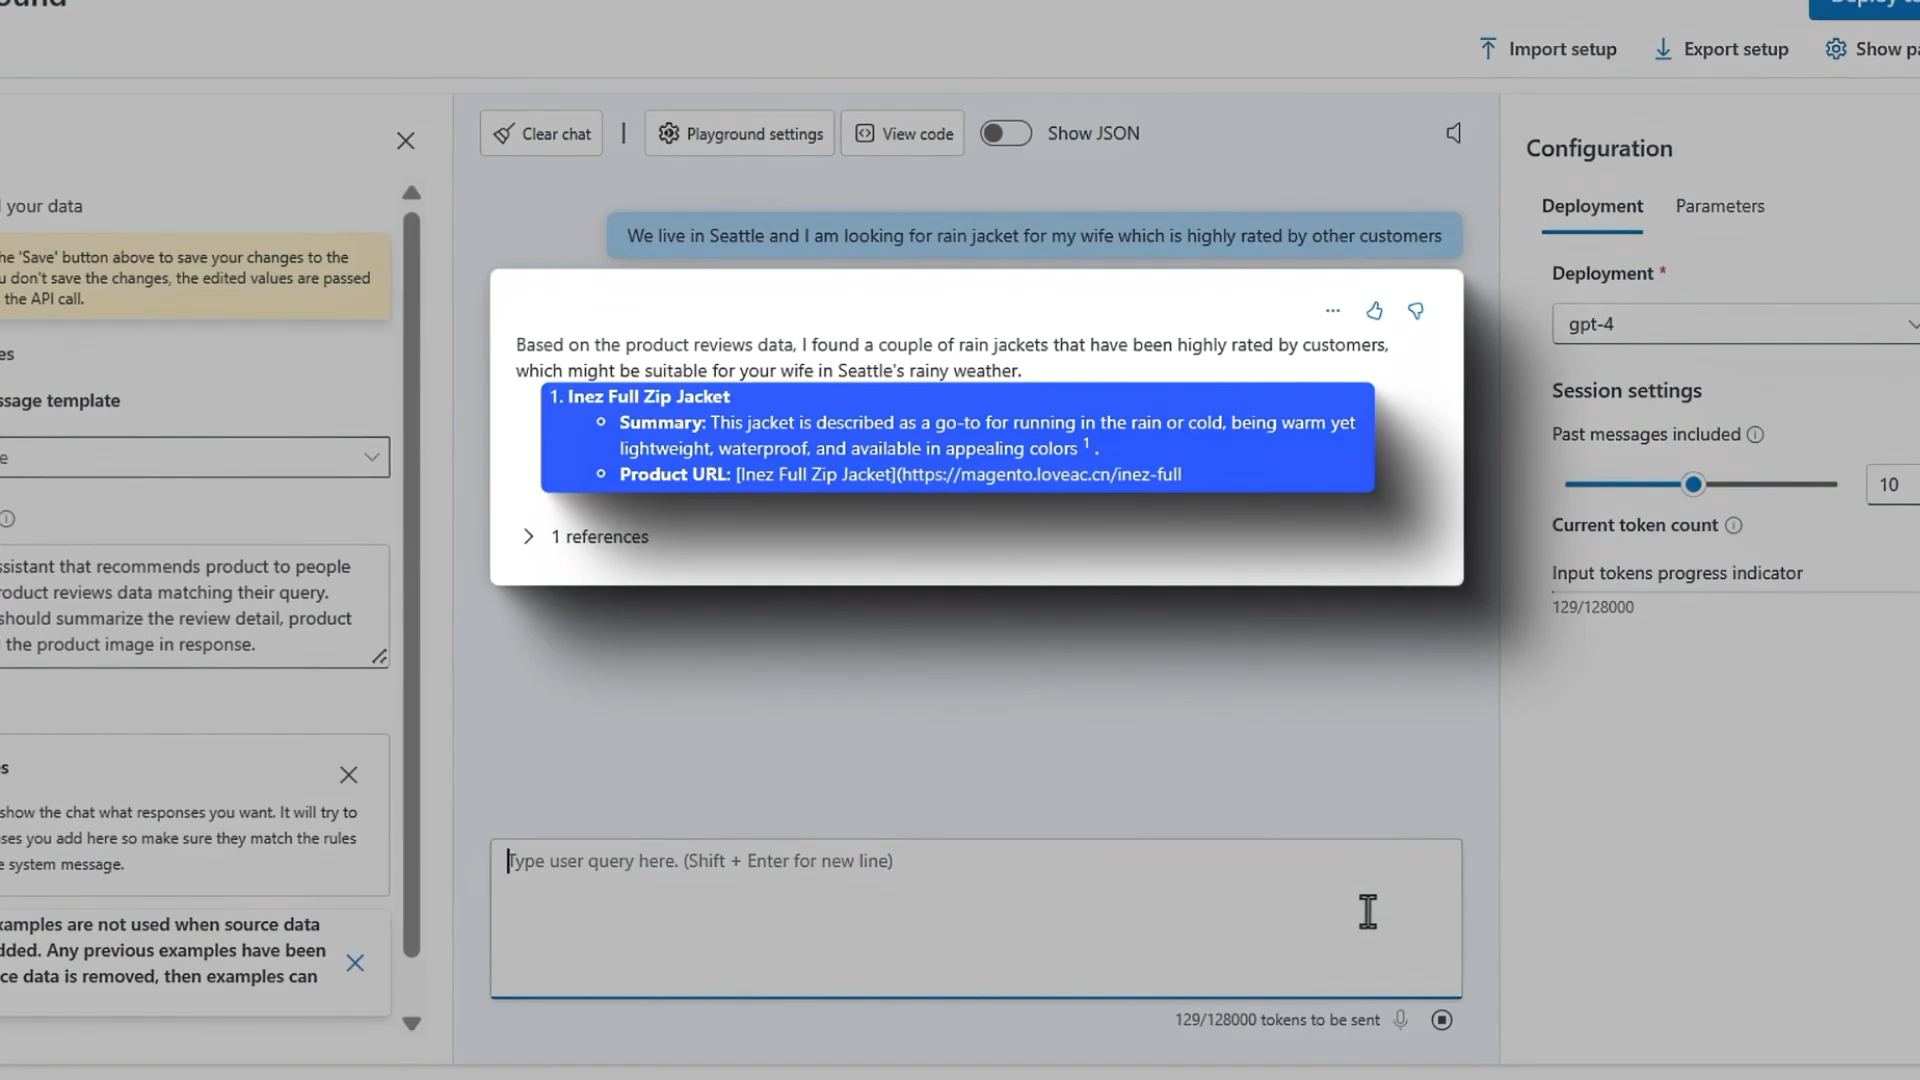 Import setup
Export setup
Show
Clear chat
Playground settings
View code
Show JSON
your data
'Save' button above to save your changes to the
don't save the changes, the edited values are passed
the API call.
template
that recommends product to people
reviews data matching their query.
should summarize the review detail, product
the product image in response.
show the chat what responses you want. It will try to
you add here so make sure they match the rules
system message.
are not used when source data
Any previous examples have been
data is removed, then examples can
We live in Seattle and I am looking for rain jacket for my wife which is highly rated by other customers
Based on the product reviews data, I found a couple of rain jackets that have been highly rated by customers,
which might be suitable for your wife in Seattle's rainy weather.
1. Inez Full Zip Jacket
Summary: This jacket is described as a go-to for running in the rain or cold, being warm yet
lightweight, waterproof, and available in appealing colors 1 .
Product URL: [Inez Full Zip Jacket](https://magento.loveac.cn/inez-full
1 references
Type user query here. (Shift + Enter for new line)
129/128000 tokens to be sent
Configuration
Deployment
Parameters
Deployment *
gpt-4
Session settings
Past messages included
10
Current token count
Input tokens progress indicator
129/128000